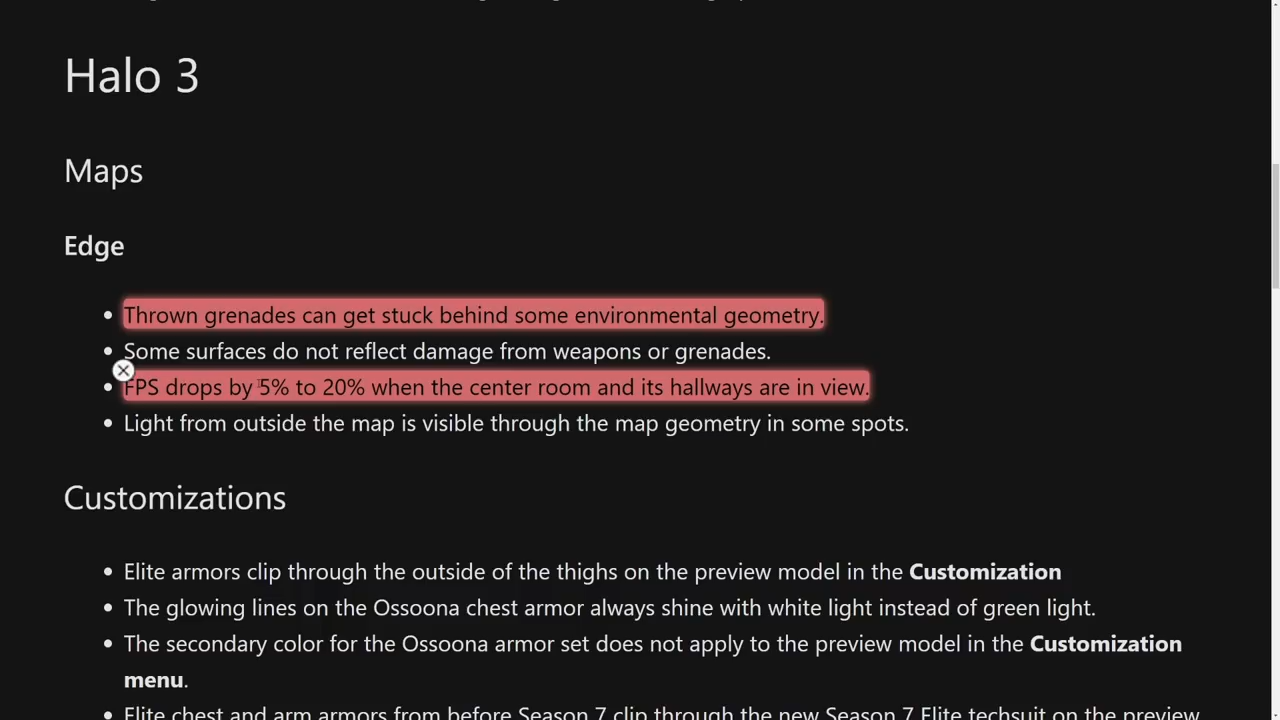 Halo 3
Maps
Edge
Thrown grenades can get stuck behind some environmental geometry.
Some surfaces do not reflect damage from weapons or grenades.
FPS drops by 5% to 20% when the center room and its hallways are in view.
Light from outside the map is visible through the map geometry in some spots.
Customizations
Elite armors clip through the outside of the thighs on the preview model in the Customization
The glowing lines on the Ossoona chest armor always shine with white light instead of green light.
The secondary color for the Ossoona armor set does not apply to the preview model in the Customization
menu.
Elite chest and arm armors from before Season 7 clip through the new Season 7 Elite techsuit on the preview